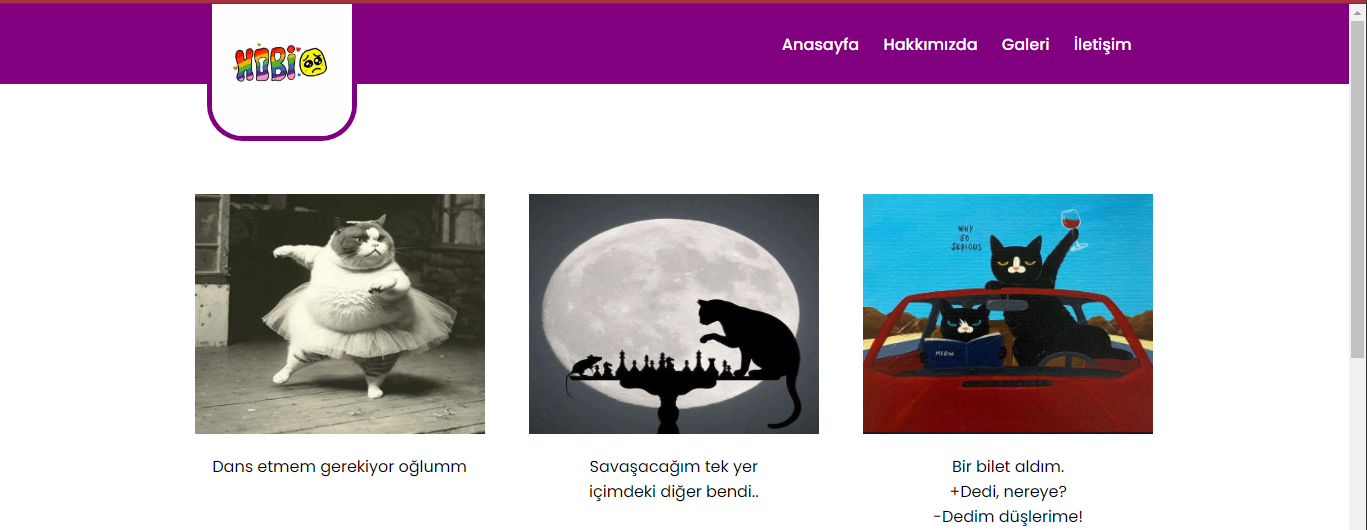 HOBi
Anasayfa Hakkımızda Galeri İletişim
WHY
SO
SERIOUS
MEOW
Dans etmem gerekiyor oğlumm
Savaşacağım tek yer
içimdeki diğer bendi..
Bir bilet aldım.
+Dedi, nereye?
-Dedim düşlerime!